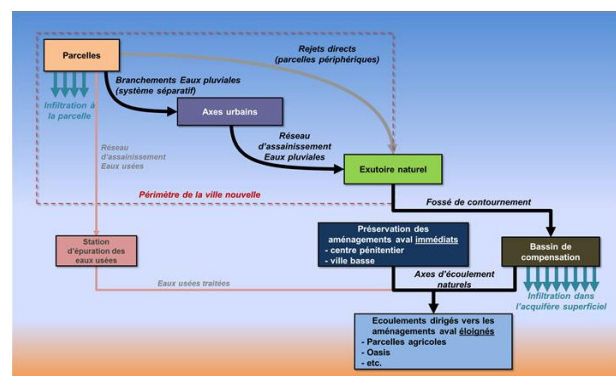 Parcelles
Rejets directs
(parcelles périphériques)
Branchements Eaux pluviales
(système séparatif)
Infiltration à
la parcelle
Axes urbains
Réseau
d'assainissement
Eaux usées
Réseau
d'assainissement
Eaux pluviales
Exutoire naturel
Périmètre de la ville nouvelle
Fossé de contournement
Station
d'épuration des
eaux usées
Préservation des
aménagements aval immédiats
- centre pénitentier
- ville basse
Bassin de
compensation
Eaux usées traitées
Axes d'écoulement
naturels
Infiltration dans
l'acquifère superficiel
Ecoulements dirigés vers les
aménagements aval éloignés
- Parcelles agricoles
- Oasis
- etc.